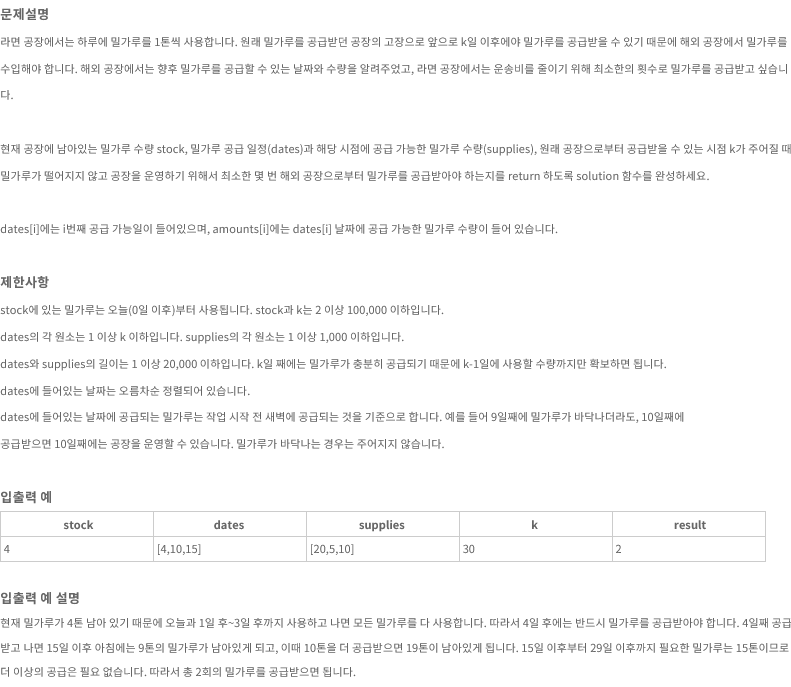 문제설명
라면 공장에서는 하루에 밀가루를 1톤씩 사용합니다. 원래 밀가루를 공급받던 공장의 고장으로 앞으로 k일 이후에야 밀가루를 공급받을 수 있기 때문에 해외 공장에서 밀가루를
수입해야 합니다. 해외 공장에서는 향후 밀가루를 공급할 수 있는 날짜와 수량을 알려주었고, 라면 공장에서는 운송비를 줄이기 위해 최소한의 횟수로 밀가루를 공급받고 싶습니
다.
현재 공장에 남아있는 밀가루 수량 stock, 밀가루 공급 일정(dates)과 해당 시점에 공급 가능한 밀가루 수량(supplies), 원래 공장으로부터 공급받을 수 있는 시점 k가 주어질 때
밀가루가 떨어지지 않고 공장을 운영하기 위해서 최소한 몇 번 해외 공장으로부터 밀가루를 공급받아야 하는지를 return 하도록 solution 함수를 완성하세요.
dates[i]에는 i번째 공급 가능일이 들어있으며, amounts[i]에는 dates[i] 날짜에 공급 가능한 밀가루 수량이 들어 있습니다.
제한사항
stock에 있는 밀가루는 오늘(0일 이후)부터 사용됩니다. stock과 k는 2 이상 100,000 이하입니다.
dates의 각 원소는 1 이상 k 이하입니다. supplies의 각 원소는 1 이상 1,000 이하입니다.
dates와 supplies의 길이는 1 이상 20,000 이하입니다. k일 째에는 밀가루가 충분히 공급되기 때문에 k-1일에 사용할 수량까지만 확보하면 됩니다.
dates에 들어있는 날짜는 오름차순 정렬되어 있습니다.
dates에 들어있는 날짜에 공급되는 밀가루는 작업 시작 전 새벽에 공급되는 것을 기준으로 합니다. 예를 들어 9일째에 밀가루가 바닥나더라도, 10일째에
공급받으면 10일째에는 공장을 운영할 수 있습니다. 밀가루가 바닥나는 경우는 주어지지 않습니다.
입출력 예
stock dates supplies k result
4 [4,10,15] [20,5,10] 30 2
입출력 예 설명
현재 밀가루가 4톤 남아 있기 때문에 오늘과 1일 후~3일 후까지 사용하고 나면 모든 밀가루를 다 사용합니다. 따라서 4일 후에는 반드시 밀가루를 공급받아야 합니다. 4일째 공급
받고 나면 15일 이후 아침에는 9톤의 밀가루가 남아있게 되고, 이때 10톤을 더 공급받으면 19톤이 남아있게 됩니다. 15일 이후부터 29일 이후까지 필요한 밀가루는 15톤이므로
더 이상의 공급은 필요 없습니다. 따라서 총 2회의 밀가루를 공급받으면 됩니다.